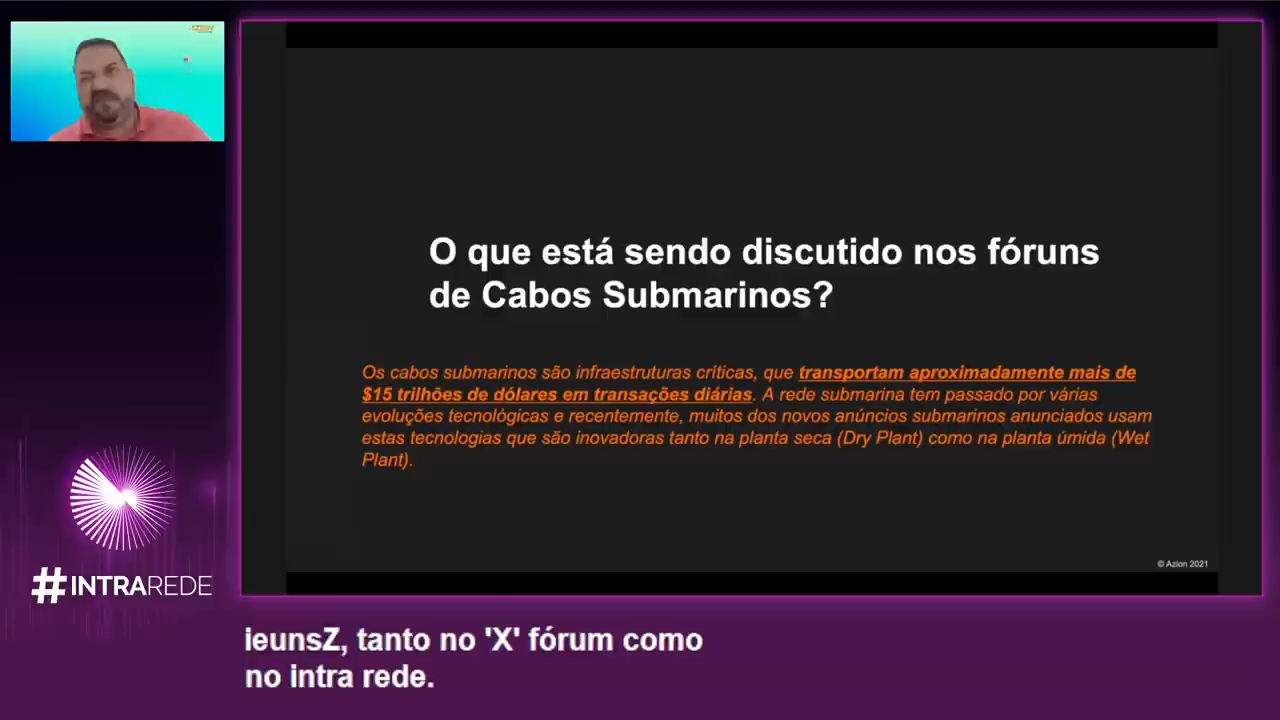 O que está sendo discutido nos fóruns
de Cabos Submarinos?
Os cabos submarinos são infraestruturas críticas, que transportam aproximadamente mais de
$15 trilhões de dólares em transações diárias. A rede submarina tem passado por várias
evoluções tecnológicas e recentemente, muitos dos novos anúncios submarinos anunciados usam
estas tecnologias que são inovadoras tanto na planta seca (Dry Plant) como na planta úmida (Wet
Plant).
© Azion 2021
#INTRAREDE
ieunsZ, tanto no 'X' fórum como
no intra rede.